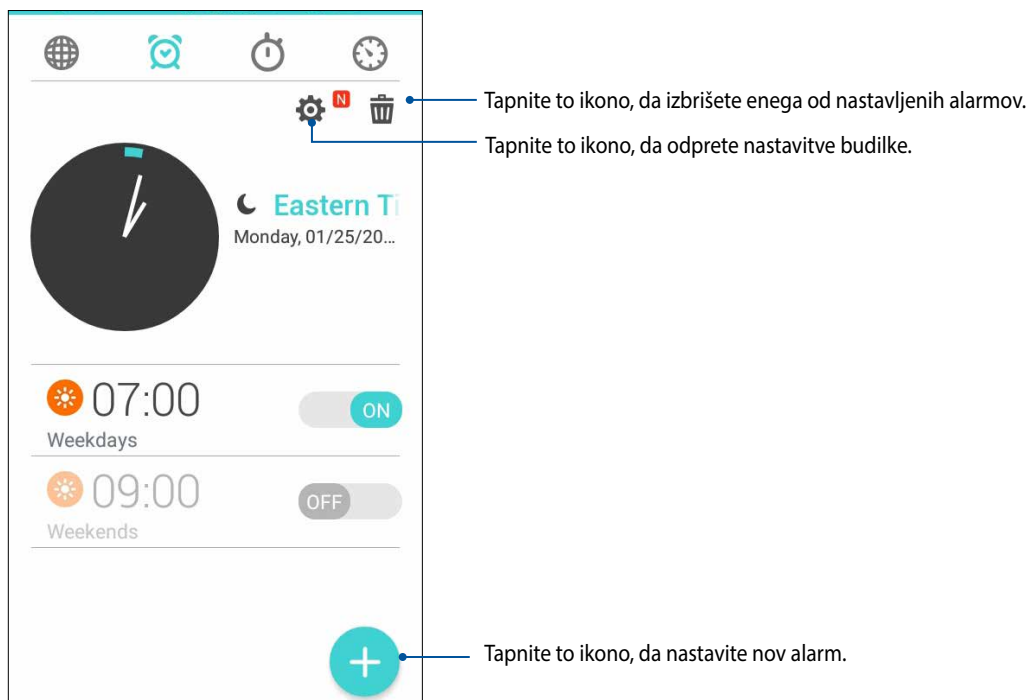 N
Tapnite to ikono, da izbrišete enega od nastavljenih alarmov.
Tapnite to ikono, da odprete nastavitve budilke.
Eastern Ti
Monday, 01/25/20...
07:00
ON
Weekdays
09:00
OFF
Weekends
Tapnite to ikono, da nastavite nov alarm.